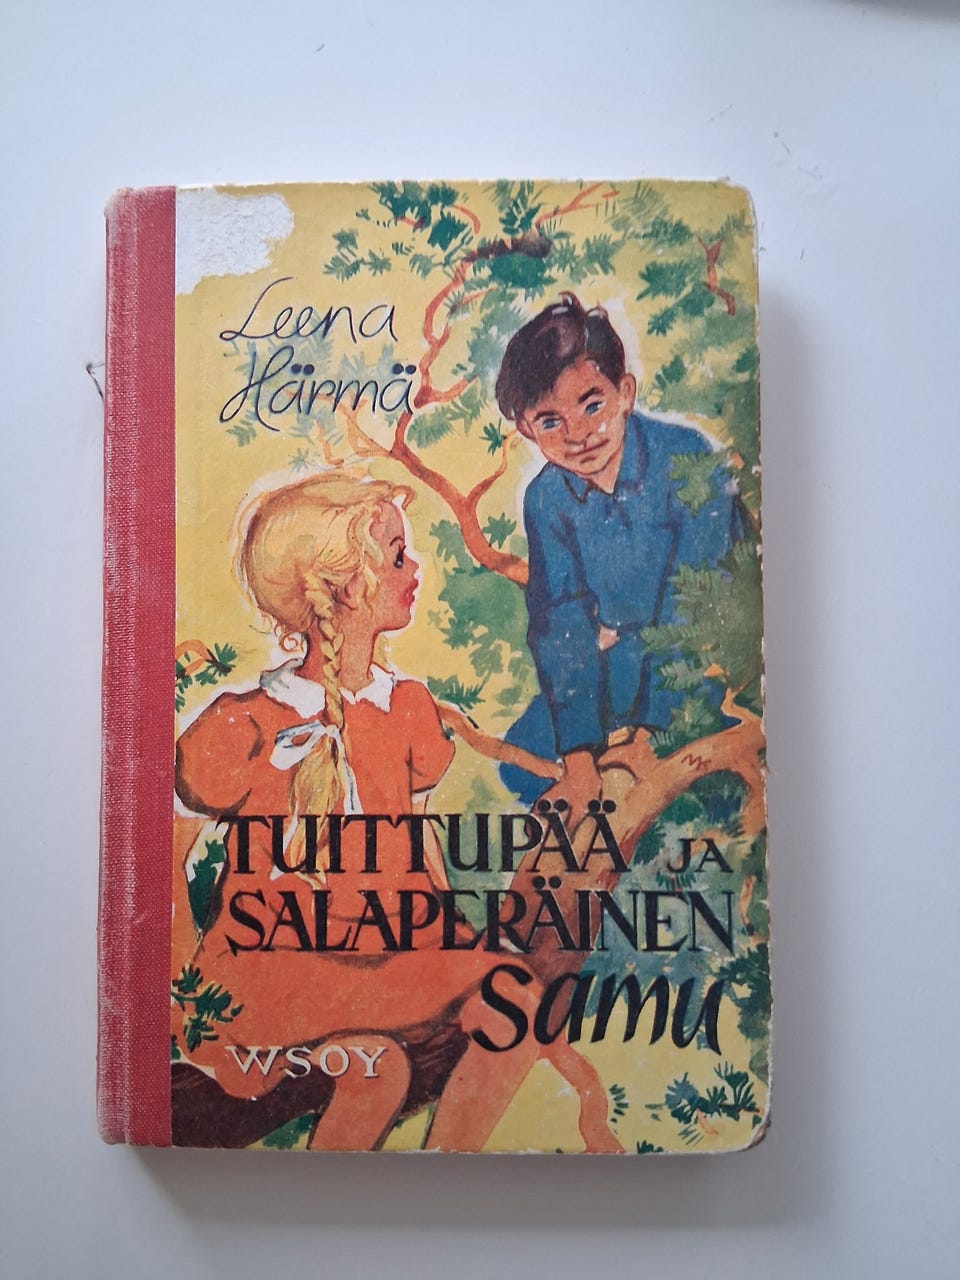 Leena
Härmä
TUITTUPÄÄ JA
SALAPERÄINEN
Samu
WSOY